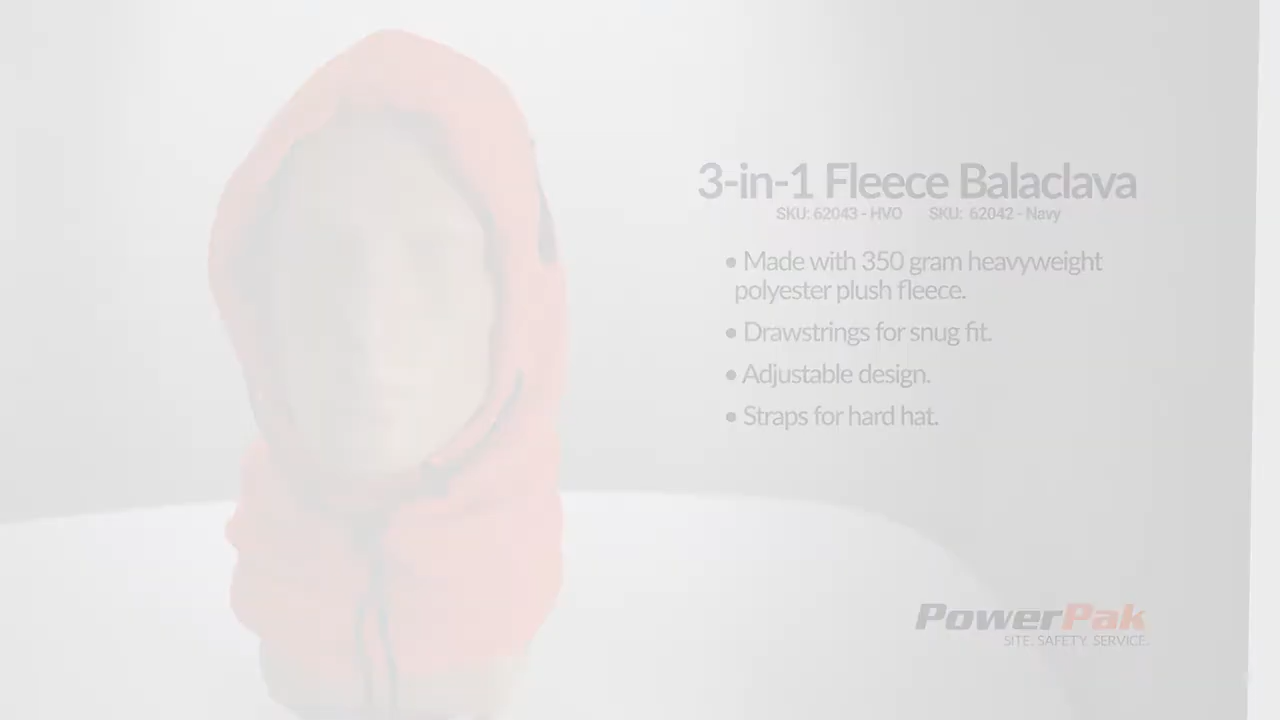 3-in-1 Fleece Balaclava
SKU: 62043 - HVO SKU: 62042 - Navy
• Made with 350 gram heavyweight
polyester plush fleece.
• Drawstrings for snug fit.
• Adjustable design.
• Straps for hard hat.
PowerPak
SITE. SAFETY. SERVICE.